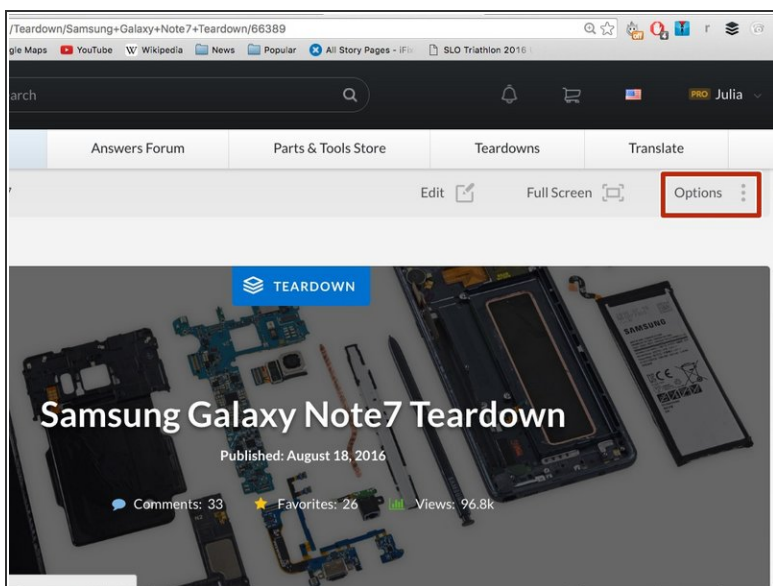 /Teardown/Samsung+Galaxy+Note7+Teardown/66389
gle Maps YouTube W Wikipedia News Popular All Story Pages - iFi SLO Triathlon 2016
arch PRO Julia
Answers Forum Parts & Tools Store Teardowns Translate
Edit Full Screen Options
TEARDOWN
SAMSUNG
Samsung Galaxy Note7 Teardown
Published: August 18, 2016
Comments: 33 Favorites: 26 Views: 96.8k